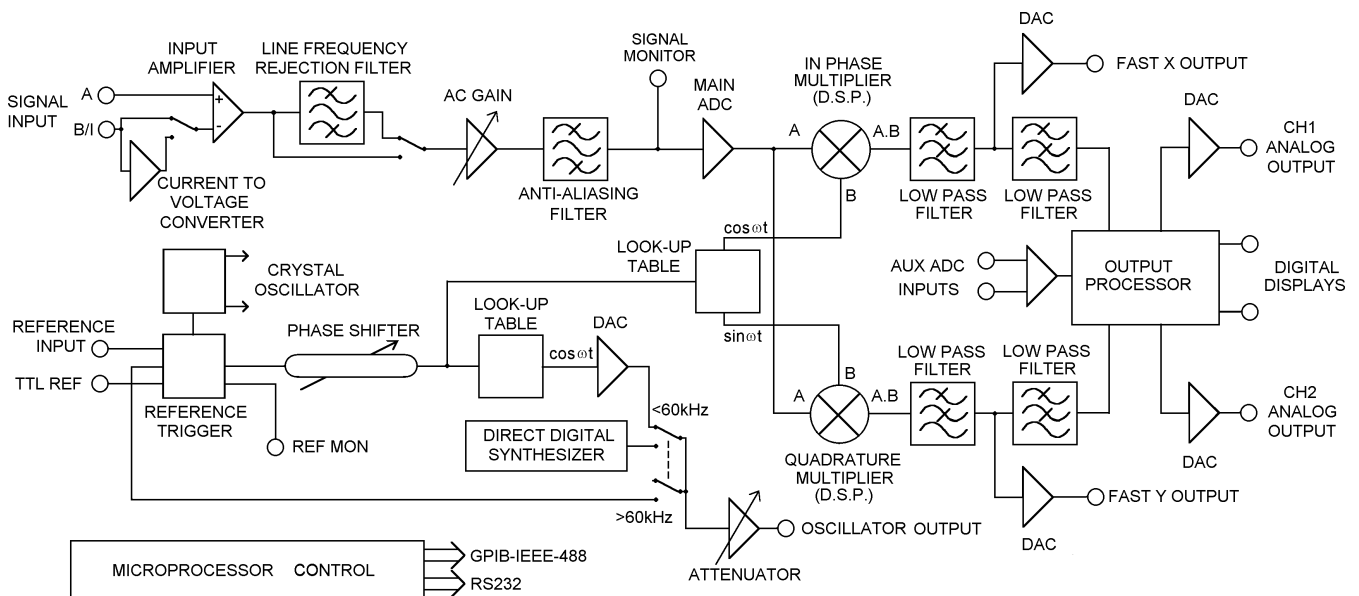 DAC
FAST X OUTPUT
INPUT
AMPLIFIER
LINE FREQUENCY
REJECTION FILTER
SIGNAL
MONITOR
IN PHASE
MULTIPLIER
(D.S.P.)
MAIN
ADC
AC GAIN
DAC
SIGNAL
INPUT
A
B/I
+
-
A
A.B
B
CH1
ANALOG
OUTPUT
CURRENT TO
VOLTAGE
CONVERTER
ANTI-ALIASING
FILTER
LOW PASS
FILTER
LOW PASS
FILTER
cosωt
LOOK-UP
TABLE
sinωt
CRYSTAL
OSCILLATOR
AUX ADC
INPUTS
OUTPUT
PROCESSOR
DIGITAL
DISPLAYS
REFERENCE
INPUT
TTL REF
PHASE SHIFTER
LOOK-UP
TABLE
cosωt
DAC
REFERENCE
TRIGGER
REF MON
<60kHz
DIRECT DIGITAL
SYNTHESIZER
>60kHz
A
B
A.B
LOW PASS
FILTER
LOW PASS
FILTER
QUADRATURE
MULTIPLIER
(D.S.P.)
CH2
ANALOG
OUTPUT
DAC
FAST Y OUTPUT
DAC
OSCILLATOR OUTPUT
ATTENUATOR
MICROPROCESSOR CONTROL
GPIB-IEEE-488
RS232